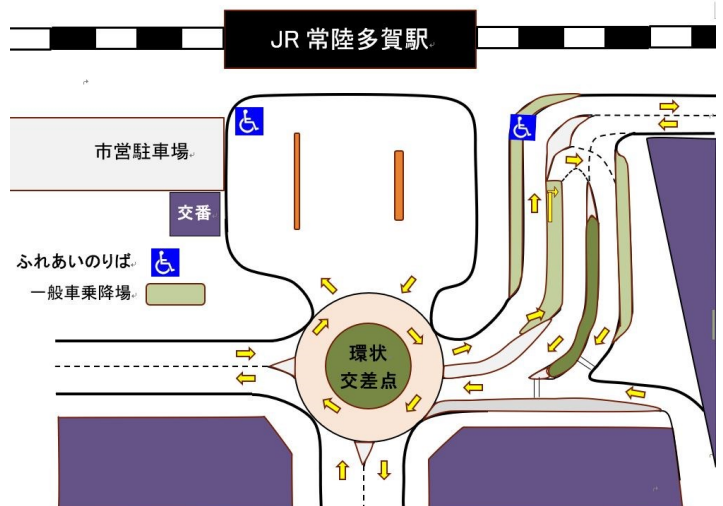 JR 常陸多賀駅
市営駐車場
交番
ふれあいのりば
一般車乗降場
環状
交差点